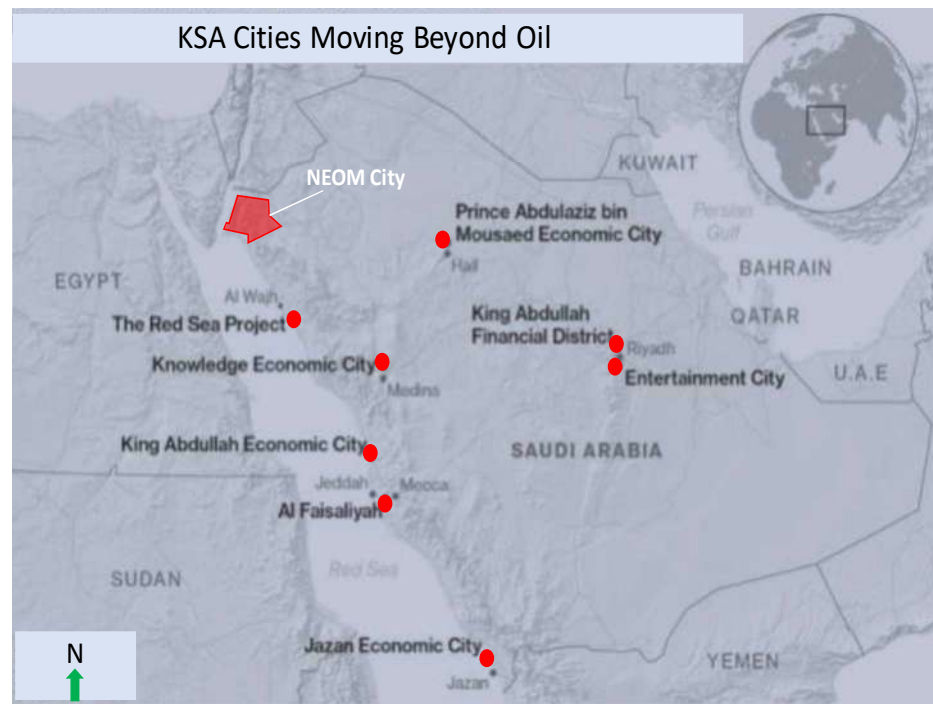 KSA Cities Moving Beyond Oil
KUWAIT
NEOM City
Prince Abdulaziz bin
Mousaed Economic City
Persian
Gulf
Hail
BAHRAIN
EGYPT
Al Wajh
The Red Sea Project
King Abdullah
Financial District
QATAR
Riyadh
Knowledge Economic City
Medina
Entertainment City
U.A.E
King Abdullah Economic City
SAUDI ARABIA
Jeddah
Mecca
Al Faisaliyah
Red Sea
SUDAN
Jazan Economic City
YEMEN
Jazan
N